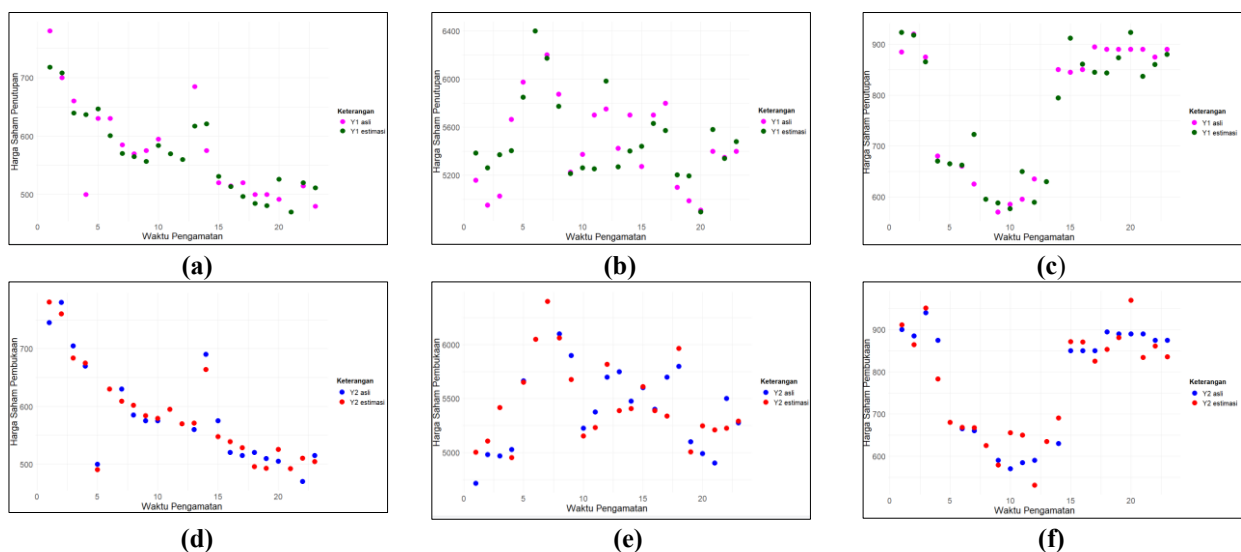 Harga Saham Penutupan
700
600
500
0 5 10 15 20
Waktu Pengamatan
Keterangan
Y1 asli
Y1 estimasi
(a)
Harga Saham Penutupan
6400
6000
5600
5200
0 5 10 15 20
Waktu Pengamatan
Keterangan
Y1 asli
Y1 estimasi
(b)
Harga Saham Penutupan
900
800
700
600
0 5 10 15 20
Waktu Pengamatan
Keterangan
Y1 asli
Y1 estimasi
(c)
Harga Saham Pembukaan
700
600
500
0 5 10 15 20
Waktu Pengamatan
Keterangan
Y2 asli
Y2 estimasi
(d)
Harga Saham Pembukaan
6000
5500
5000
0 5 10 15 20
Waktu Pengamatan
Keterangan
Y2 asli
Y2 estimasi
(e)
Harga Saham Pembukaan
900
800
700
600
0 5 10 15 20
Waktu Pengamatan
Keterangan
Y2 asli
Y2 estimasi
(f)